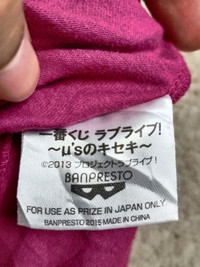 一番くじ ラブライブ!
〜μ'sのキセキ〜
©2013 プロジェクトラブライブ!
BANPRESTO
FOR USE AS PRIZE IN JAPAN ONLY
BANPRESTO 2015 MADE IN CHINA